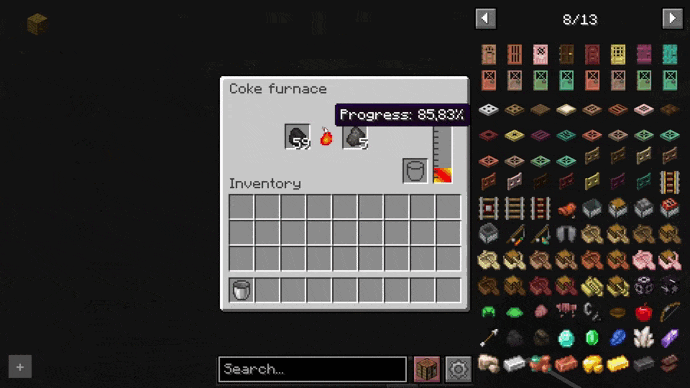 8/13
Coke furnace
Progress: 85,83%
59
5
Inventory
Search...